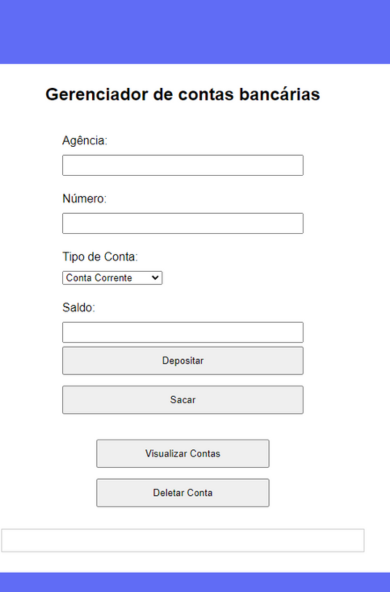 Gerenciador de contas bancárias
Agência:
Número:
Tipo de Conta:
Conta Corrente
Saldo:
Depositar
Sacar
Visualizar Contas
Deletar Conta